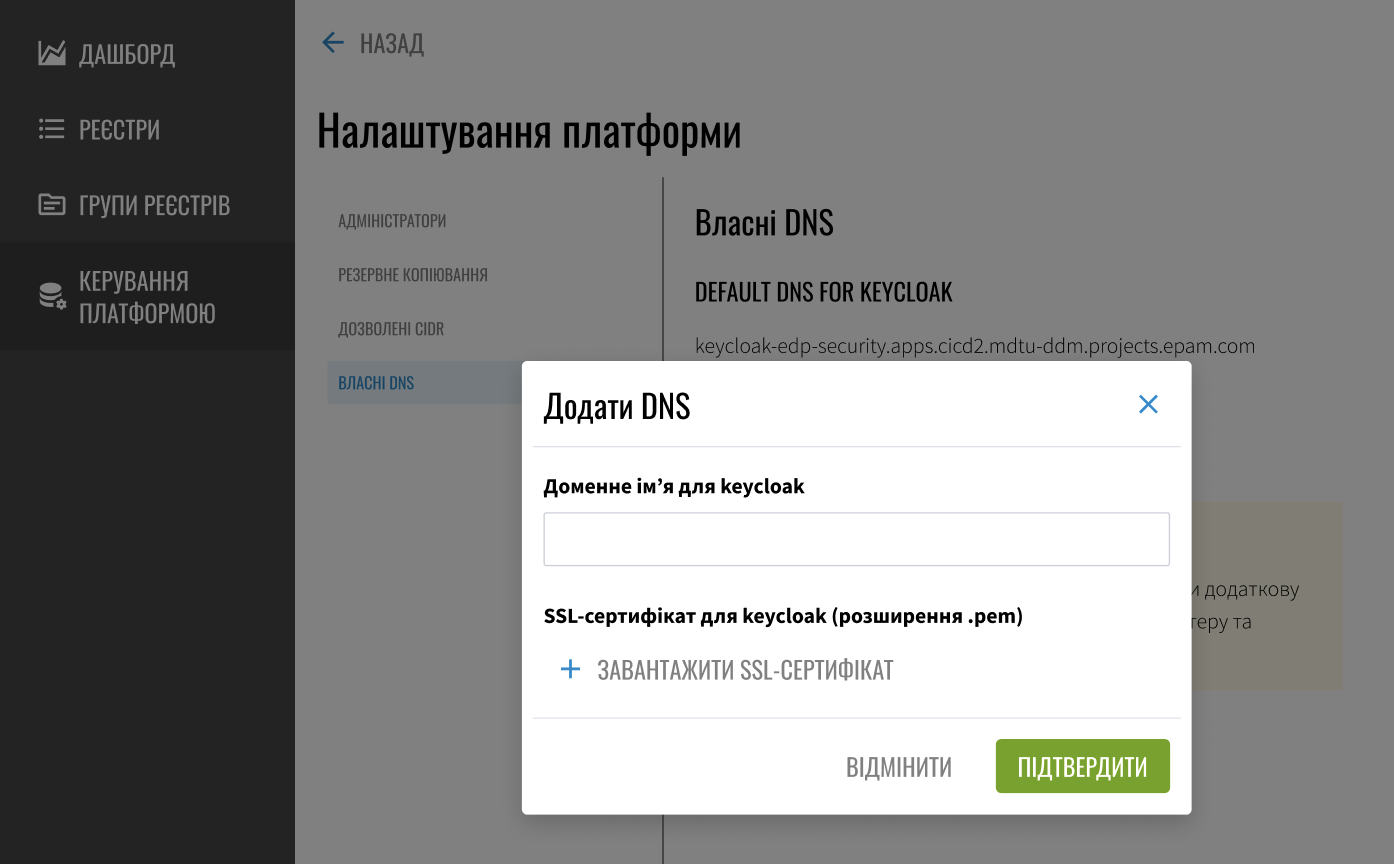 ДАШБОРД
РЕЄСТРИ
ГРУПИ РЕЄСТРІВ
КЕРУВАННЯ
ПЛАТФОРМОЮ
НАЗАД
Налаштування платформи
АДМІНІСТРАТОРИ
РЕЗЕРВНЕ КОПІЮВАННЯ
ДОЗВОЛЕНІ CIDR
ВЛАСНІ DNS
Власні DNS
DEFAULT DNS FOR KEYCLOAK
keycloak-edp-security.apps.cicd2.mdtu-ddm.projects.epam.com
Додати DNS
Доменне ім’я для keycloak
SSL-сертифікат для keycloak (розширення .pem)
ЗАВАНТАЖИТИ SSL-СЕРТИФІКАТ
ВІДМІНИТИ
ПІДТВЕРДИТИ
додаткову
та